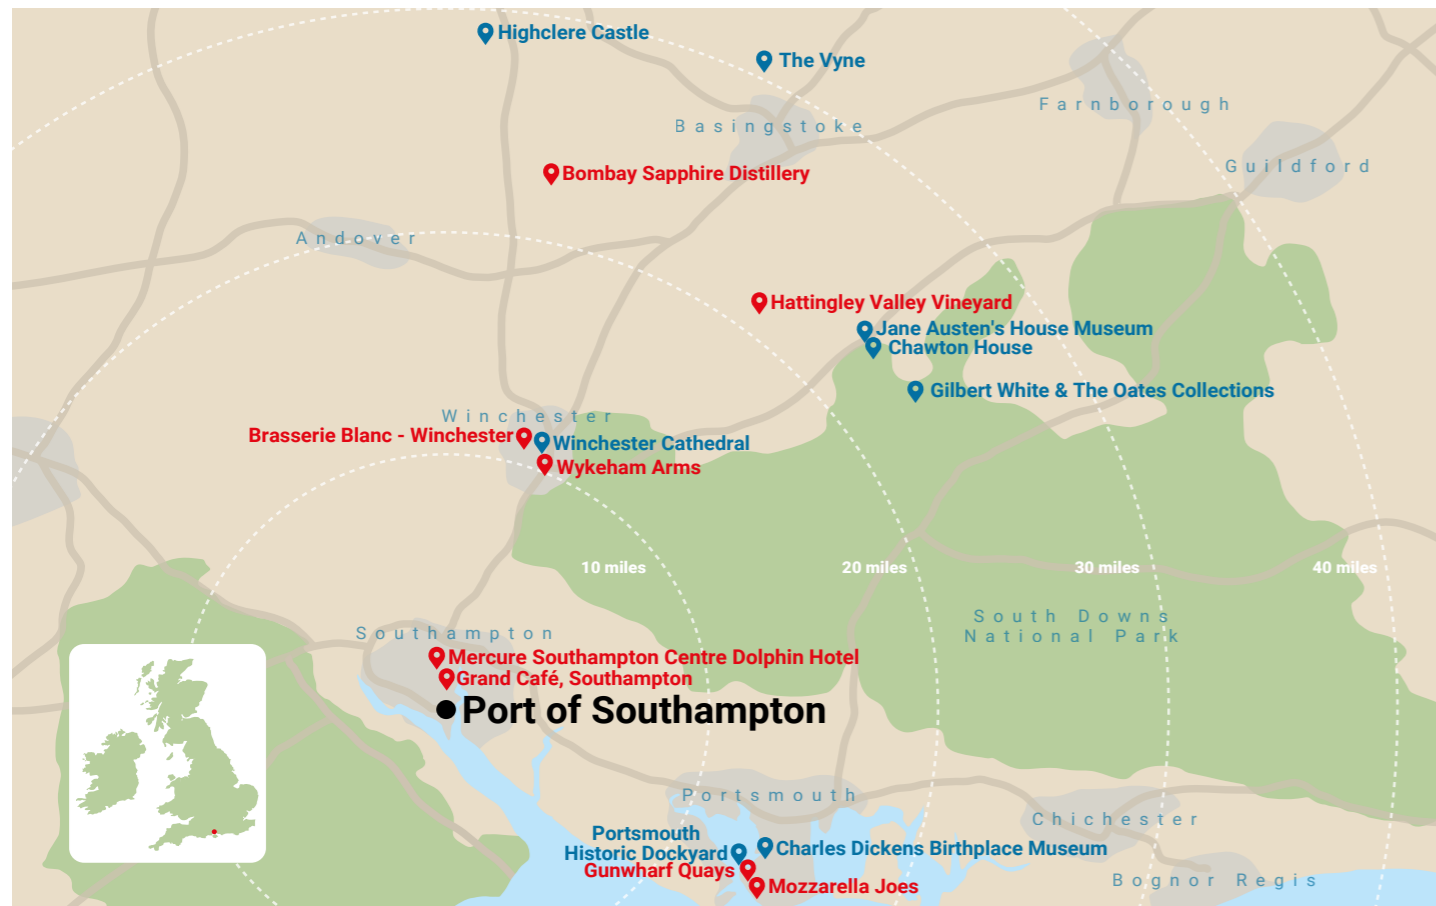 Highclere Castle
The Vyne
Farnborough
Basingstoke
Guildford
Bombay Sapphire Distillery
Andover
Hattingley Valley Vineyard
Jane Austen's House Museum
Chawton House
Gilbert White & The Oates Collections
Winchester
Brasserie Blanc - Winchester
Winchester Cathedral
Wykeham Arms
10 miles
20 miles
30 miles
40 miles
South Downs
National Park
Southampton
Mercure Southampton Centre Dolphin Hotel
Grand Café, Southampton
Port of Southampton
Portsmouth
Chichester
Portsmouth
Historic Dockyard
Charles Dickens Birthplace Museum
Gunwharf Quays
Mozzarella Joes
Bognor Regis